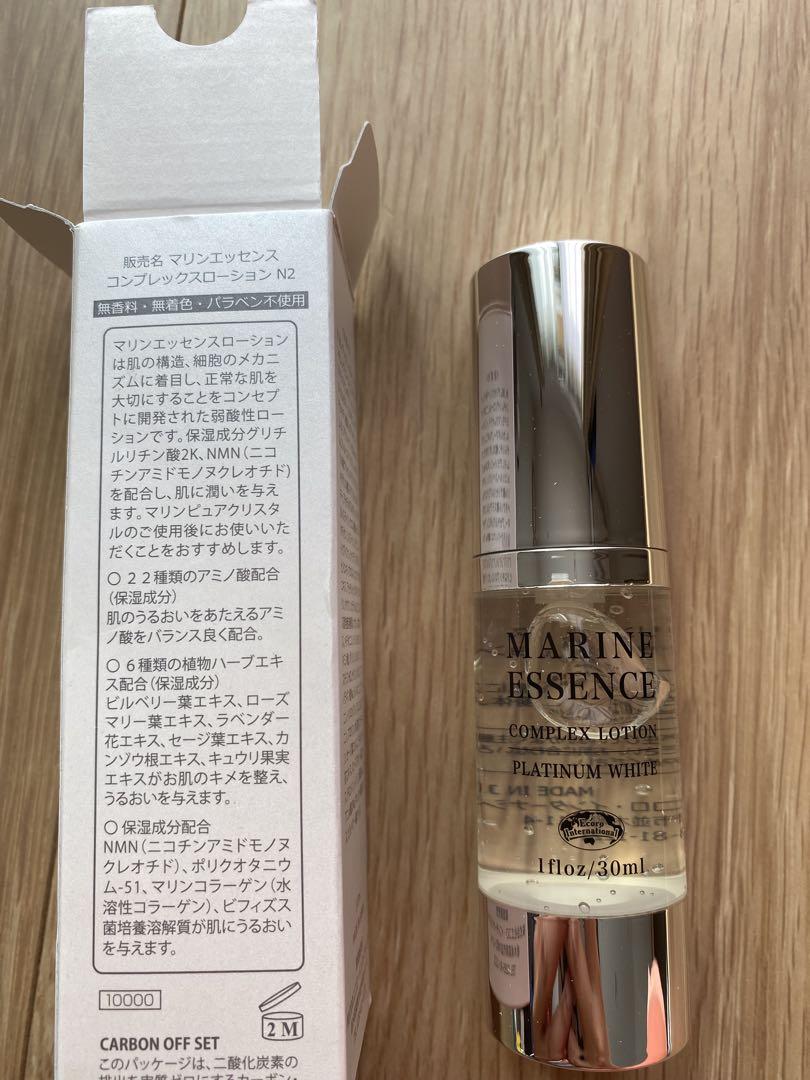 販売名 マリンエッセンス
コンプレックスローション N2
無香料・無着色・パラベン不使用
マリンエッセンスローション
は肌の構造、細胞のメカニ
ズムに着目し、正常な肌を
大切にすることをコンセプ
トに開発された弱酸性ロー
ションです。保湿成分グリチ
ルリチン酸2K、NMN(ニコ
チンアミドモノヌクレオチド)
を配合し、肌に潤いを与え
ます。マリンピュアクリスタ
ルのご使用後にお使いいた
だくことをおすすめします。
○ 22種類のアミノ酸配合
(保湿成分)
肌のうるおいをあたえるアミ
ノ酸をバランス良く配合。
○ 6種類の植物ハーブエキ
ス配合(保湿成分)
ビルベリー葉エキス、ローズ
マリー葉エキス、ラベンダー
花エキス、セージ葉エキス、カ
ンゾウ根エキス、キュウリ果実
エキスがお肌のキメを整え、
うるおいを与えます。
○ 保湿成分配合
NMN(ニコチンアミドモノヌ
クレオチド)、ポリクオタニウ
ム-51、マリンコラーゲン(水
溶性コラーゲン)、ビフィズス
菌培養溶解質が肌にうるおい
を与えます。
10000
2 M
CARBON OFF SET
このパッケージは、二酸化炭素の
排出を実質ゼロにするカーボン・
MARINE
ESSENCE
COMPLEX LOTION
PLATINUM WHITE
Ecorp
International
1floz/30ml